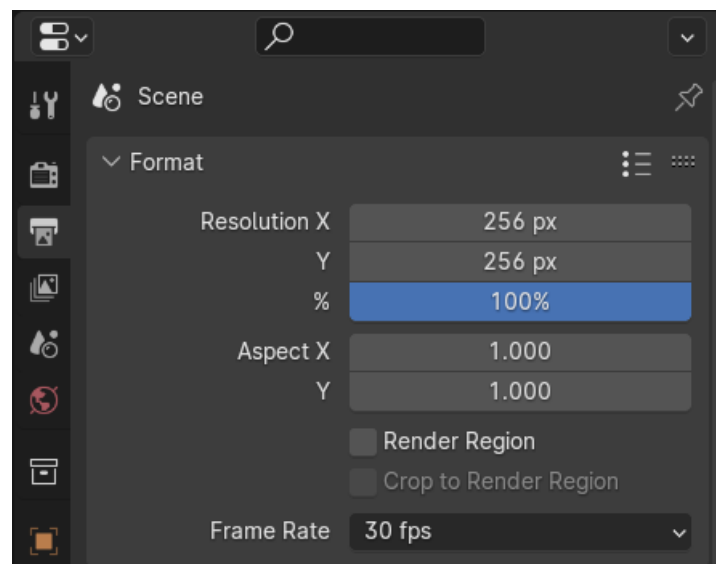 Scene
Format
Resolution X 256 px
Y 256 px
% 100%
Aspect X 1.000
Y 1.000
Render Region
Crop to Render Region
Frame Rate 30 fps